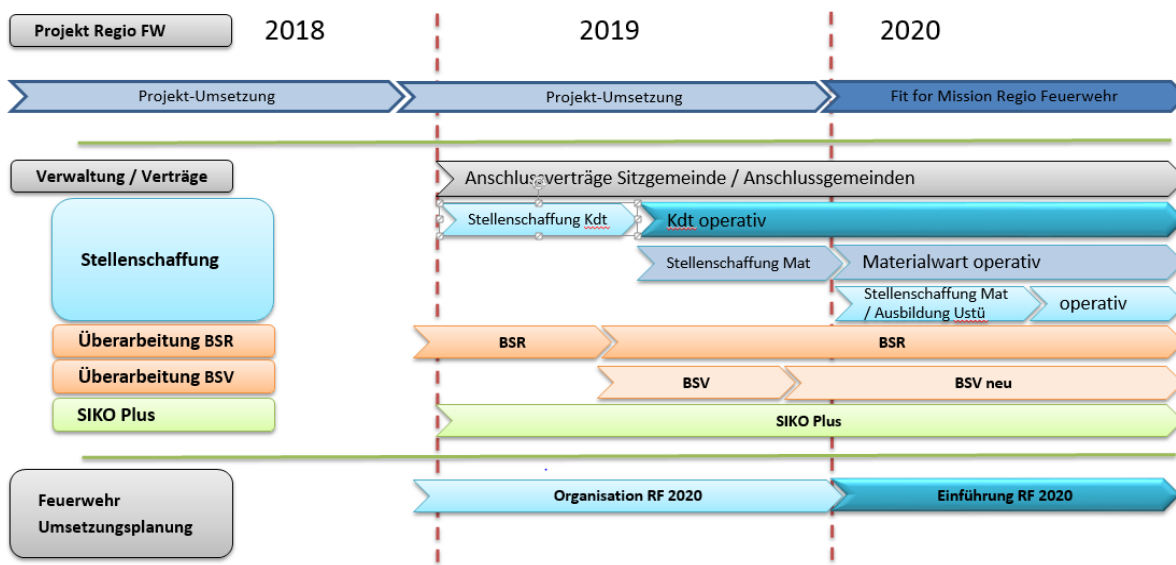 Projekt Regio FW
2018
2019
2020
Projekt-Umsetzung
Projekt-Umsetzung
Fit for Mission Regio Feuerwehr
Verwaltung / Verträge
Anschlussverträge Sitzgemeinde / Anschlussgemeinden
Stellenschaffung
Stellenschaffung Kdt
Kdt operativ
Stellenschaffung Mat
Materialwart operativ
Stellenschaffung Mat
/ Ausbildung Ustü
operativ
Überarbeitung BSR
BSR
BSR
Überarbeitung BSV
BSV
BSV neu
SIKO Plus
SIKO Plus
Feuerwehr
Umsetzungsplanung
Organisation RF 2020
Einführung RF 2020